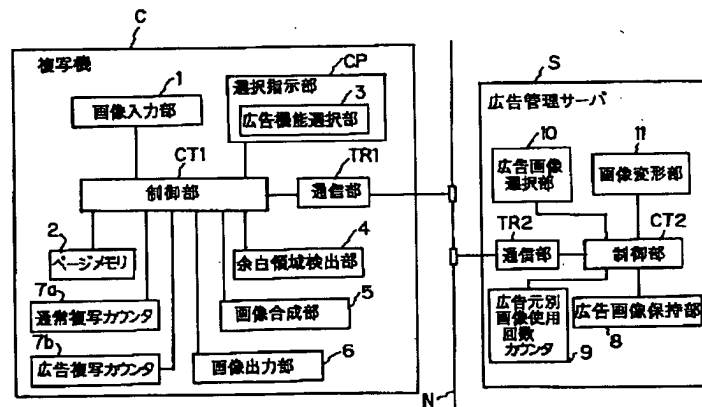 C
複写機
1
画像入力部
CP
選択指示部
3
広告機能選択部
CT1
制御部
TR1
通信部
2
ページメモリ
4
余白領域検出部
7a
通常複写カウンタ
5
画像合成部
7b
広告複写カウンタ
6
画像出力部
N
S
広告管理サーバ
10
広告画像
選択部
11
画像変形部
TR2
通信部
CT2
制御部
広告元別
画像使用
回数
カウンタ
9
広告画像保持部
8